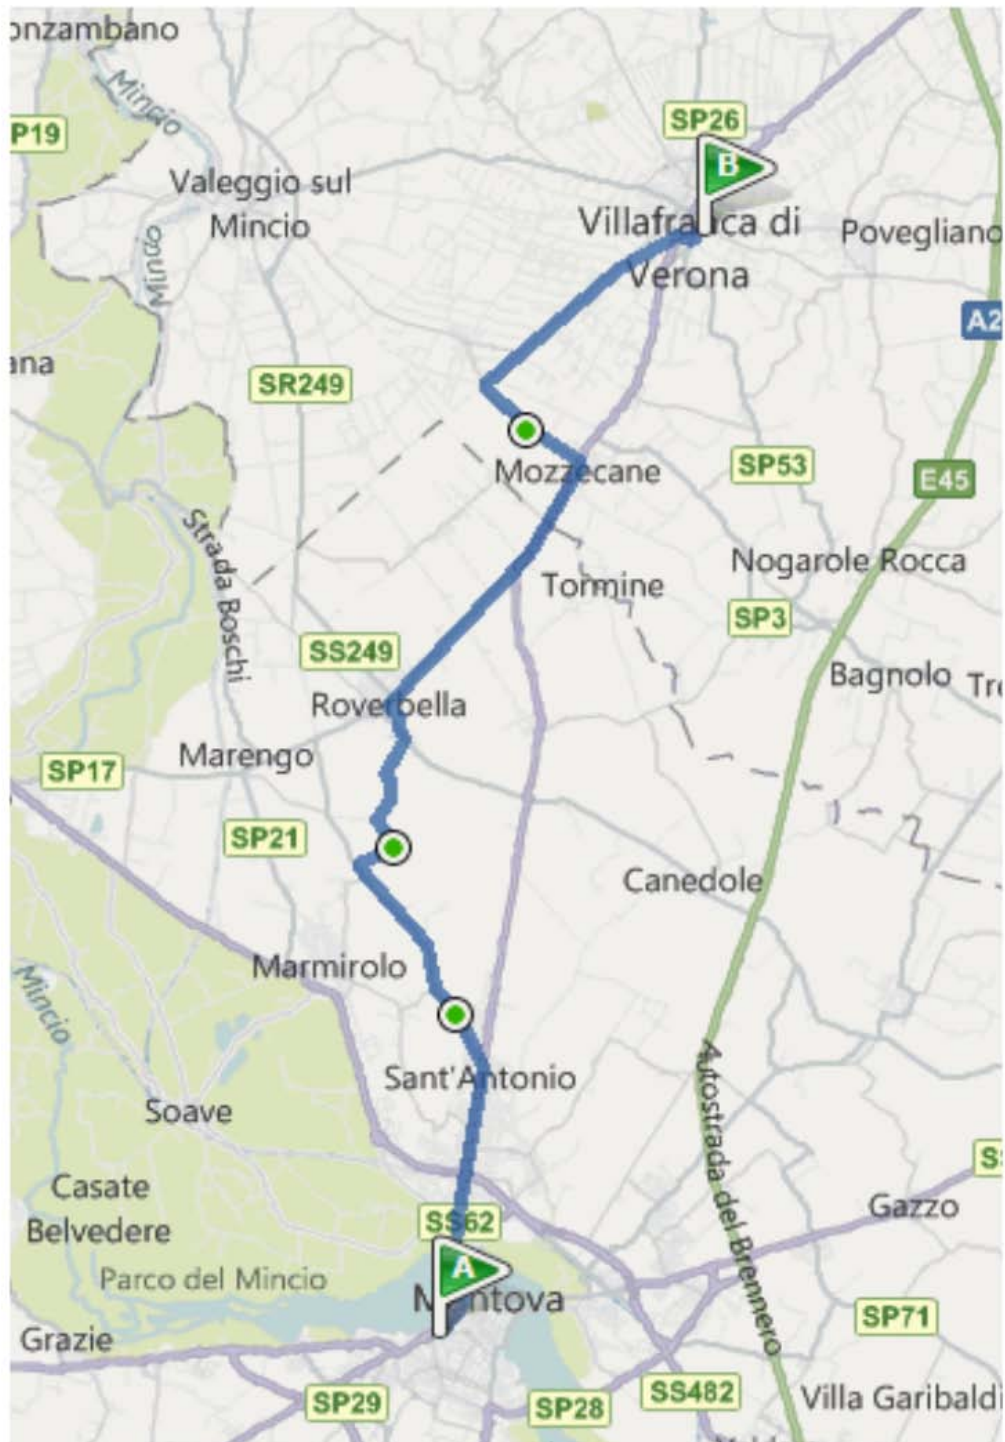 onzambano
Mincio
SP26
P19
B
Valeggio sul
Mincio
Villafranca di
Verona
Povegliano
Mincio
A2
ana
SR249
Mozzecane
SP53
E45
Strada Boschi
Nogarole Rocca
Tormine
SP3
SS249
Bagnolo
Tre
Roverbella
Marengo
SP17
SP21
Canedole
Marmirolo
Mincio
Sant'Antonio
Autostrada del Brennero
Soave
S
Casate
Belvedere
Gazzo
SS62
A
Parco del Mincio
Mantova
SP71
Grazie
SP29
SP28
SS482
Villa Garibaldi